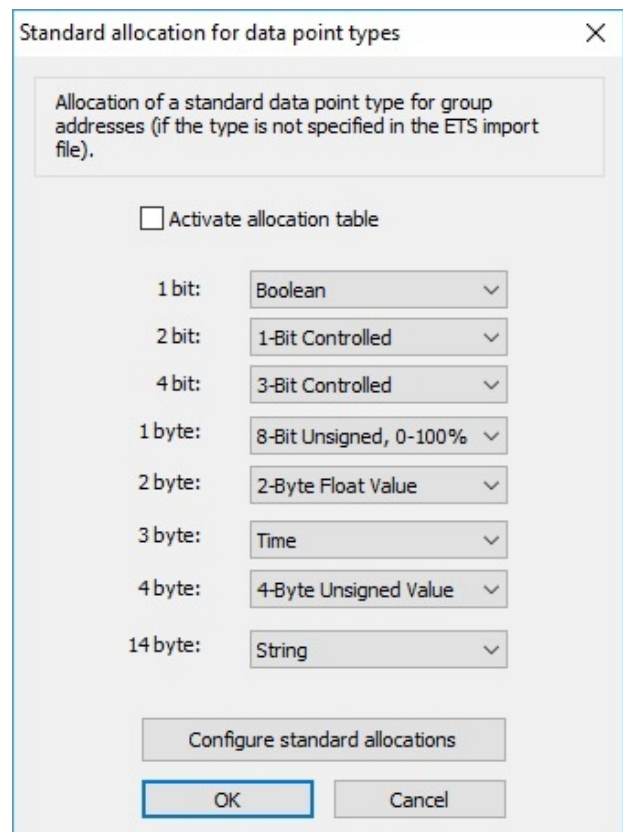 Standard allocation for data point types
Allocation of a standard data point type for group
addresses (if the type is not specified in the ETS import
file).
Activate allocation table
1 bit: Boolean
2 bit: 1-Bit Controlled
4 bit: 3-Bit Controlled
1 byte: 8-Bit Unsigned, 0-100%
2 byte: 2-Byte Float Value
3 byte: Time
4 byte: 4-Byte Unsigned Value
14 byte: String
Configure standard allocations
OK Cancel